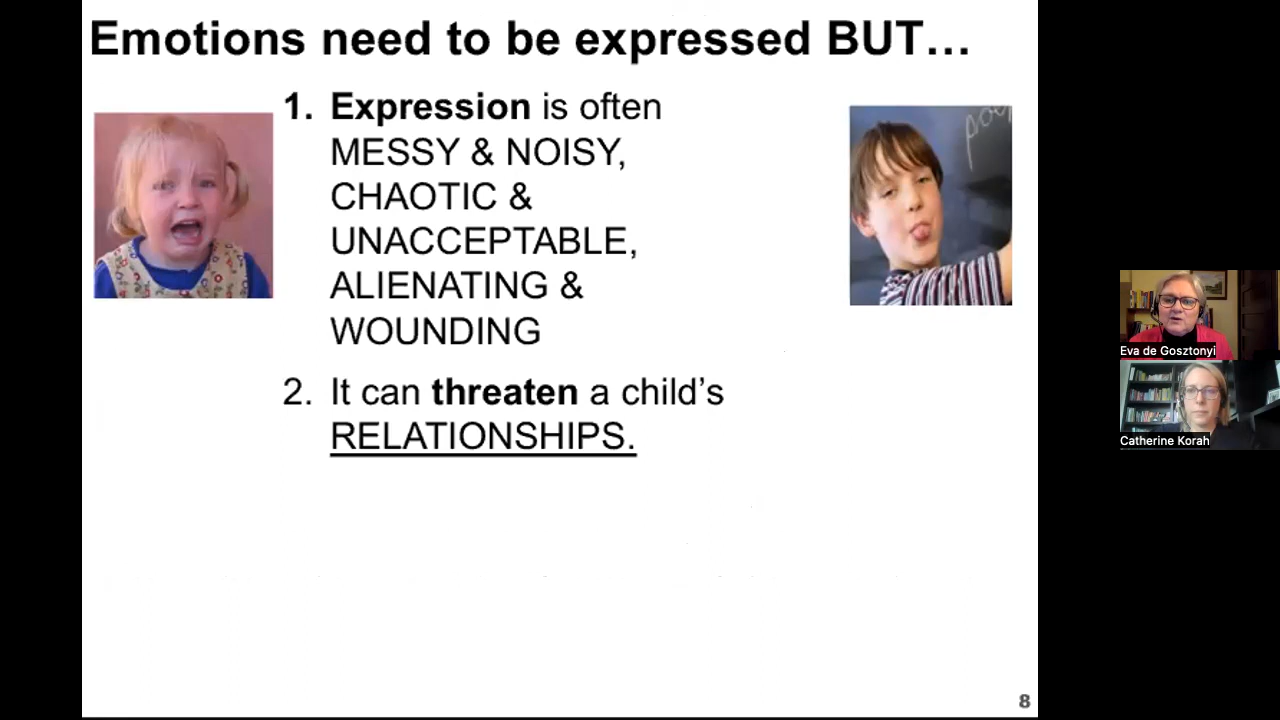 Emotions need to be expressed BUT…
1. Expression is often
MESSY & NOISY,
CHAOTIC &
UNACCEPTABLE,
ALIENATING &
WOUNDING
2. It can threaten a child's
RELATIONSHIPS.
8
Eva de Gosztonyi
Catherine Korah